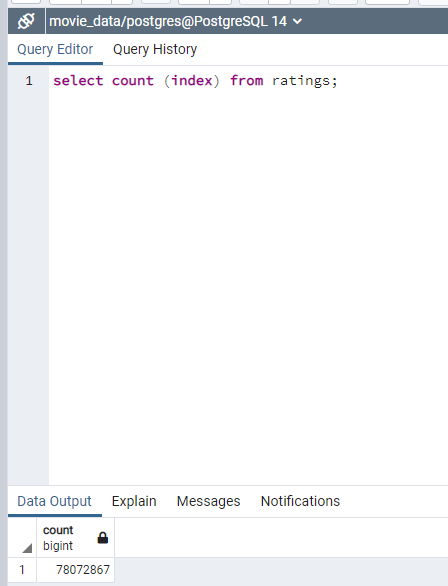 movie_data/postgres@PostgreSQL 14
Query Editor Query History
1 select count (index) from ratings;
Data Output Explain Messages Notifications
count
bigint
1 78072867